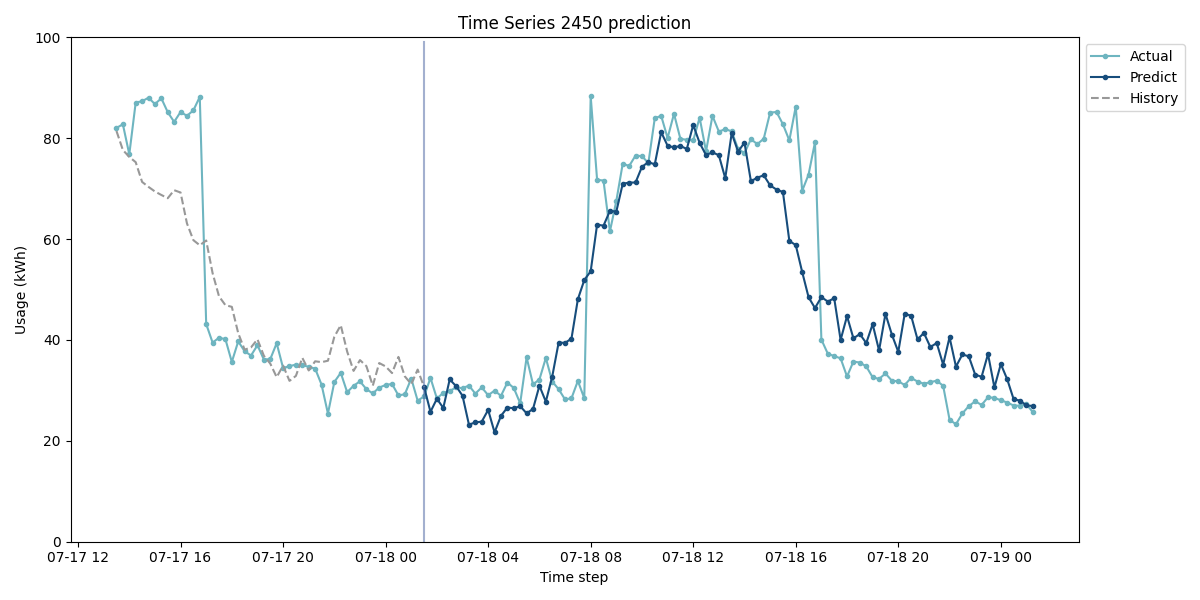 Time Series 2450 prediction
Usage (kWh)
100
80
60
40
20
0
07-17 12
07-17 16
07-17 20
07-18 00
07-18 04
07-18 08
07-18 12
07-18 16
07-18 20
07-19 00
Time step
Actual
Predict
History